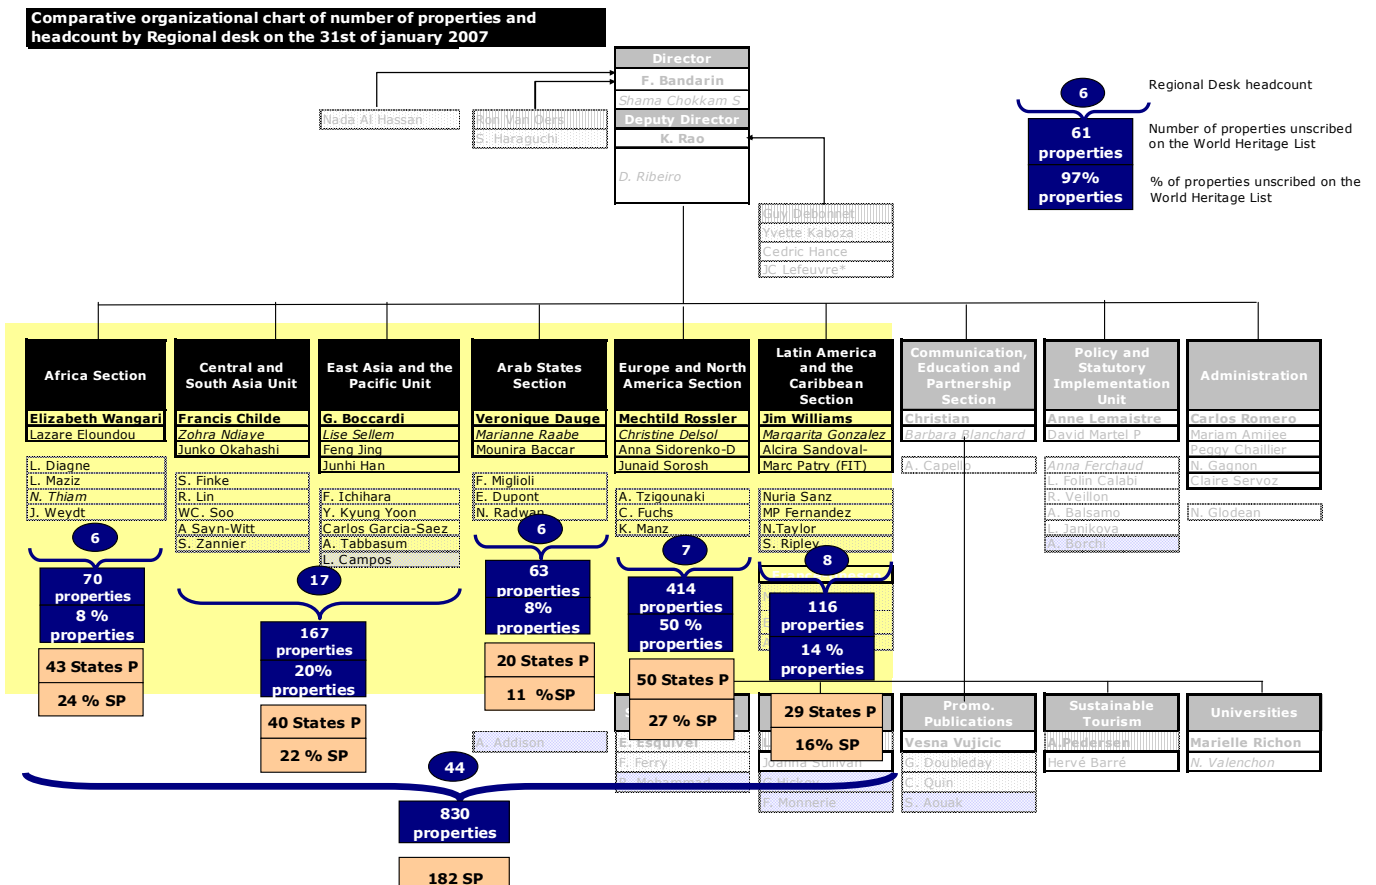 Comparative organizational chart of number of properties and
headcount by Regional desk on the 31st of january 2007
Director
F. Bandarin
Shama Chokkam S
Deputy Director
K. Rao
D. Ribeiro
Nada Al Hassan
Ron Van Oers
S. Haraguchi
Guy Debonnet
Yvette Kaboza
Cedric Hance
JC Lefeuvre*
6
Regional Desk headcount
61
properties
Number of properties unscribed
on the World Heritage List
97%
properties
% of properties unscribed on the
World Heritage List
Africa Section
Elizabeth Wangari
Lazare Eloundou
L. Diagne
L. Maziz
N. Thiam
J. Weydt
6
70
properties
8 %
properties
43 States P
24 % SP
Central and
South Asia Unit
Francis Childe
Zohra Ndiaye
Junko Okahashi
S. Finke
R. Lin
WC. Soo
A Sayn-Witt
S. Zannier
East Asia and the
Pacific Unit
G. Boccardi
Lise Sellem
Feng Jing
Junhi Han
F. Ichihara
Y. Kyung Yoon
Carlos Garcia-Saez
A. Tabbasum
L. Campos
17
167
properties
20%
properties
40 States P
22 % SP
Arab States
Section
Veronique Dauge
Marianne Raabe
Mounira Baccar
F. Miglioli
E. Dupont
N. Radwan
6
63
properties
8%
properties
20 States P
11 %SP
A. Addison
Europe and North
America Section
Mechtild Rossler
Christine Delsol
Anna Sidorenko-D
Junaid Sorosh
A. Tzigounaki
C. Fuchs
K. Manz
7
414
properties
50 %
properties
50 States P
27 % SP
E. Esquivel
F. Ferry
R. Mohammad
Latin America
and the
Caribbean
Section
Jim Williams
Margarita Gonzalez
Alcira Sandoval-
Marc Patry (FIT)
Nuria Sanz
MP Fernandez
N.Taylor
S. Ripley
8
116
properties
14 %
properties
29 States P
16% SP
Joanna Sullivan
F. Monnerie
Communication,
Education and
Partnership
Section
Christian
Barbara Blanchard
A. Capello
Promo.
Publications
Vesna Vujicic
G. Doubleday
C. Quin
S. Aouak
Policy and
Statutory
Implementation
Unit
Anne Lemaistre
David Martel P
Anna Ferchaud
L. Folin Calabi
R. Veillon
A. Balsamo
L. Janikova
A. Borchi
Sustainable
Tourism
A.Pedersen
Hervé Barré
Administration
Carlos Romero
Mariam Amijee
Peggy Chaillier
N. Gagnon
Claire Servoz
N. Glodean
Universities
Marielle Richon
N. Valenchon
44
830
properties
182 SP